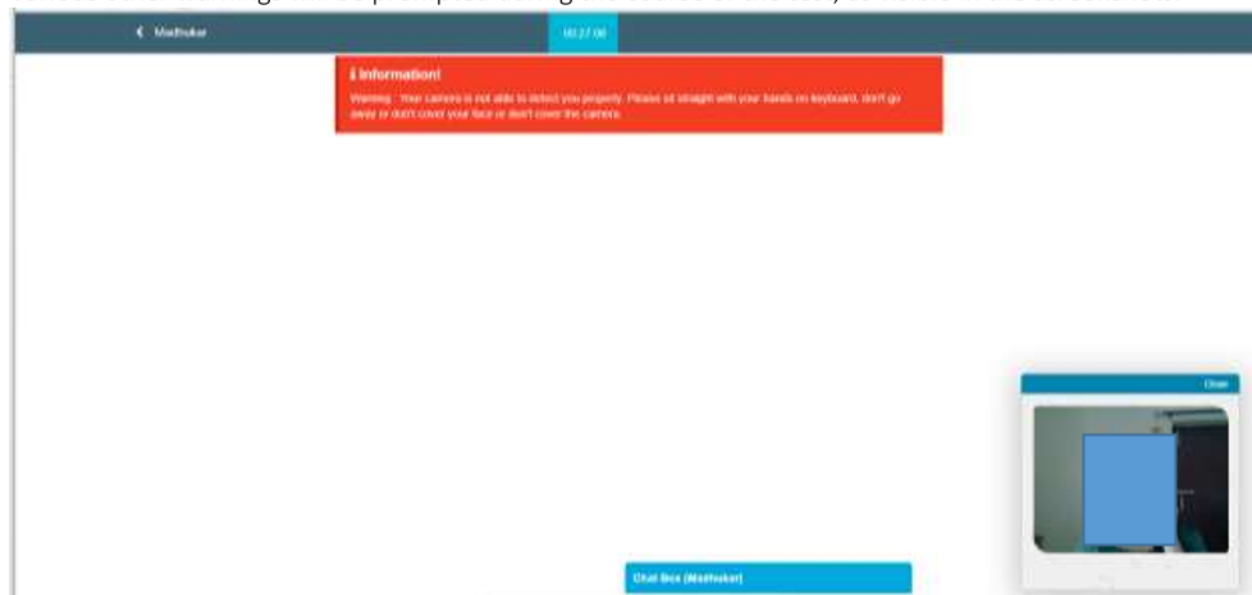 Madhukar
00:27:08
Information!
Warning : Your camera is not able to detect you properly. Please sit straight with your hands on keyboard, don't go
away or don't cover your face or don't cover the camera.
Close
Chat Box (Madhukar)